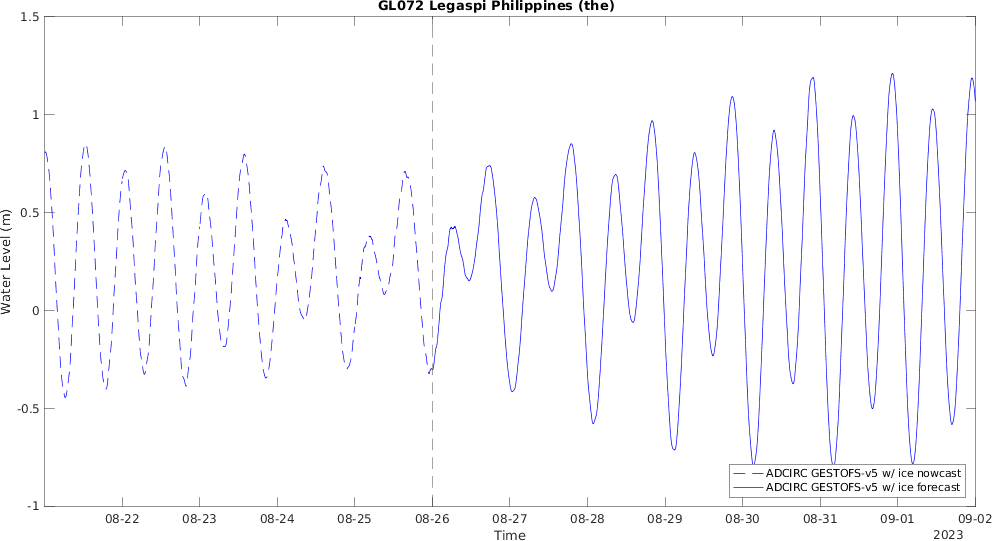 GL072 Legaspi Philippines (the)
1.5
1
0.5
0
-0.5
-1
Water Level (m)
ADCIRC GESTOFS-v5 w/ ice nowcast
ADCIRC GESTOFS-v5 w/ ice forecast
08-22 08-23 08-24 08-25 08-26 08-27 08-28 08-29 08-30 08-31 09-01 09-02
Time
2023